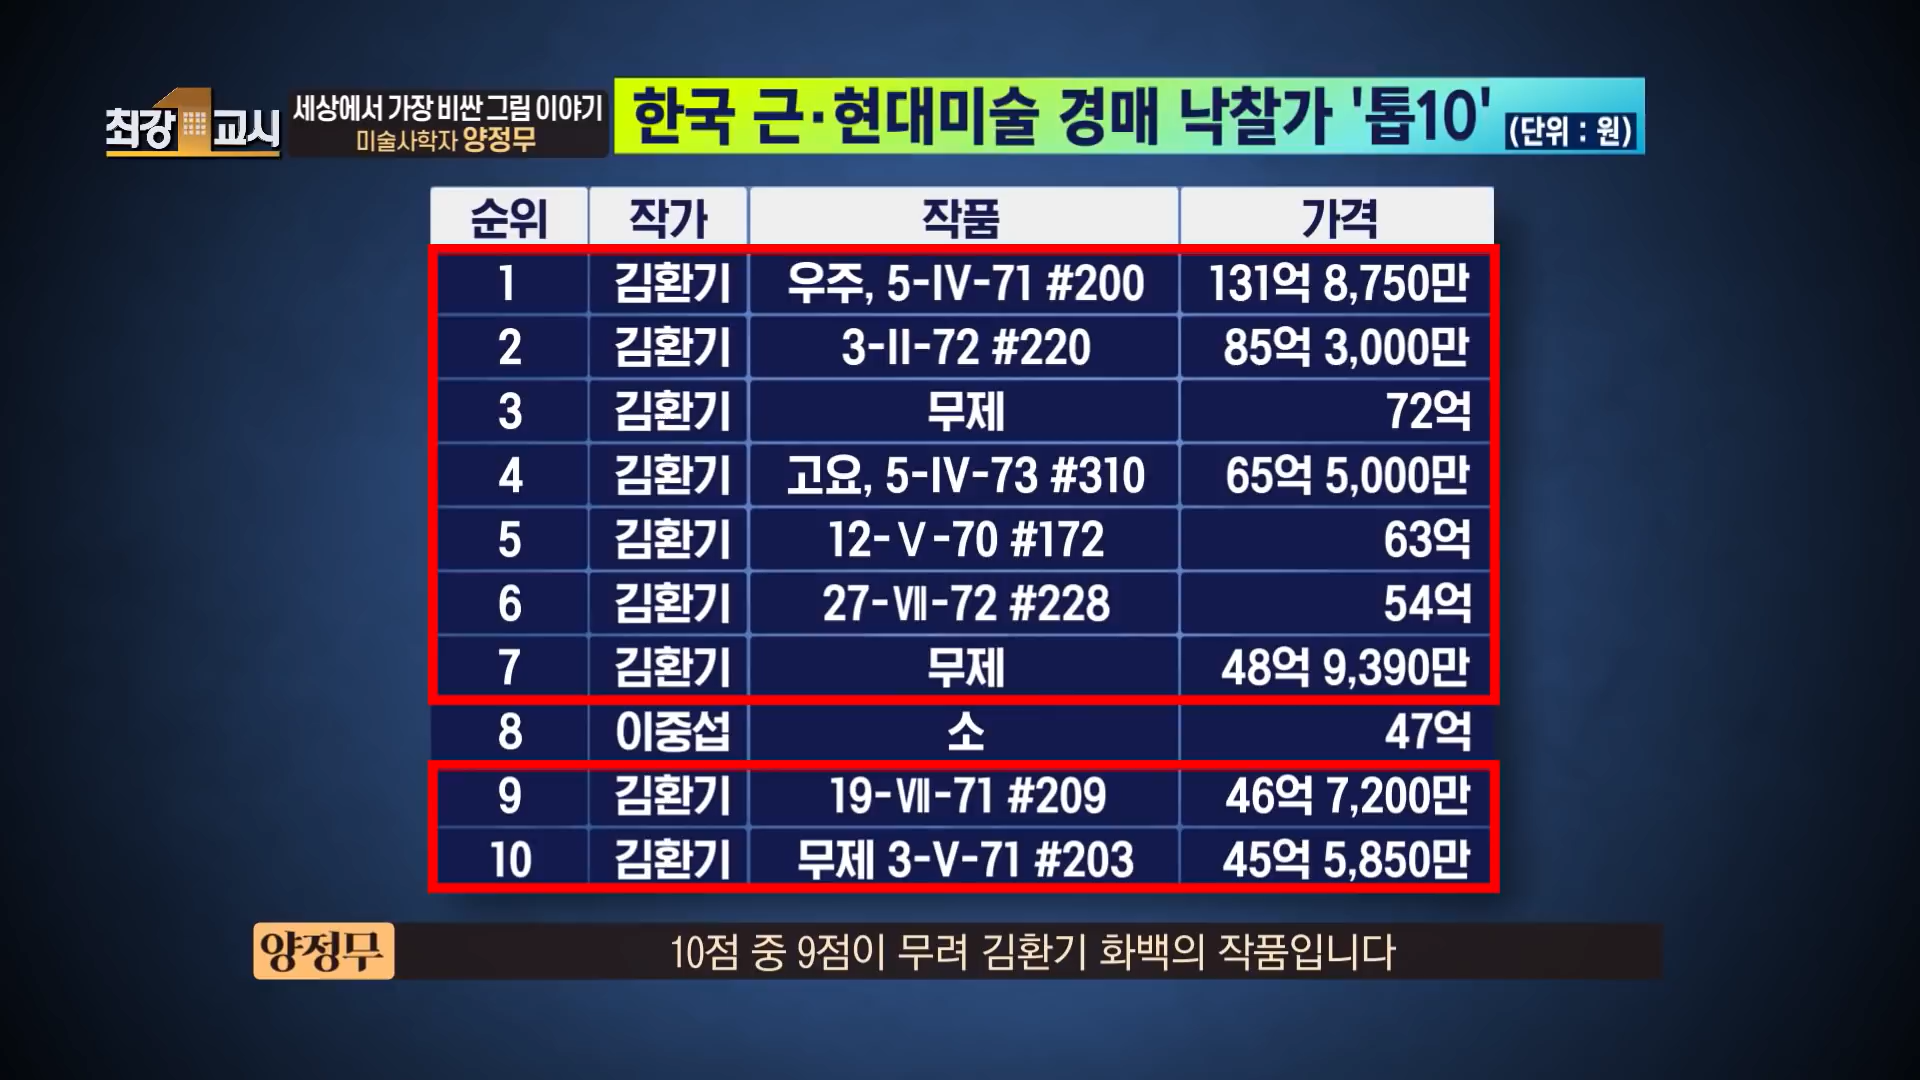 최강1교시
세상에서 가장 비싼 그림 이야기
미술사학자 양정무
한국 근·현대미술 경매 낙찰가 '톱10' (단위 : 원)
순위 작가 작품 가격
1 김환기 우주, 5-IV-71 #200 131억 8,750만
2 김환기 3-II-72 #220 85억 3,000만
3 김환기 무제 72억
4 김환기 고요, 5-IV-73 #310 65억 5,000만
5 김환기 12-Ⅴ-70 #172 63억
6 김환기 27-Ⅶ-72 #228 54억
7 김환기 무제 48억 9,390만
8 이중섭 소 47억
9 김환기 19-Ⅶ-71 #209 46억 7,200만
10 김환기 무제 3-V-71 #203 45억 5,850만
양정무 10점 중 9점이 무려 김환기 화백의 작품입니다